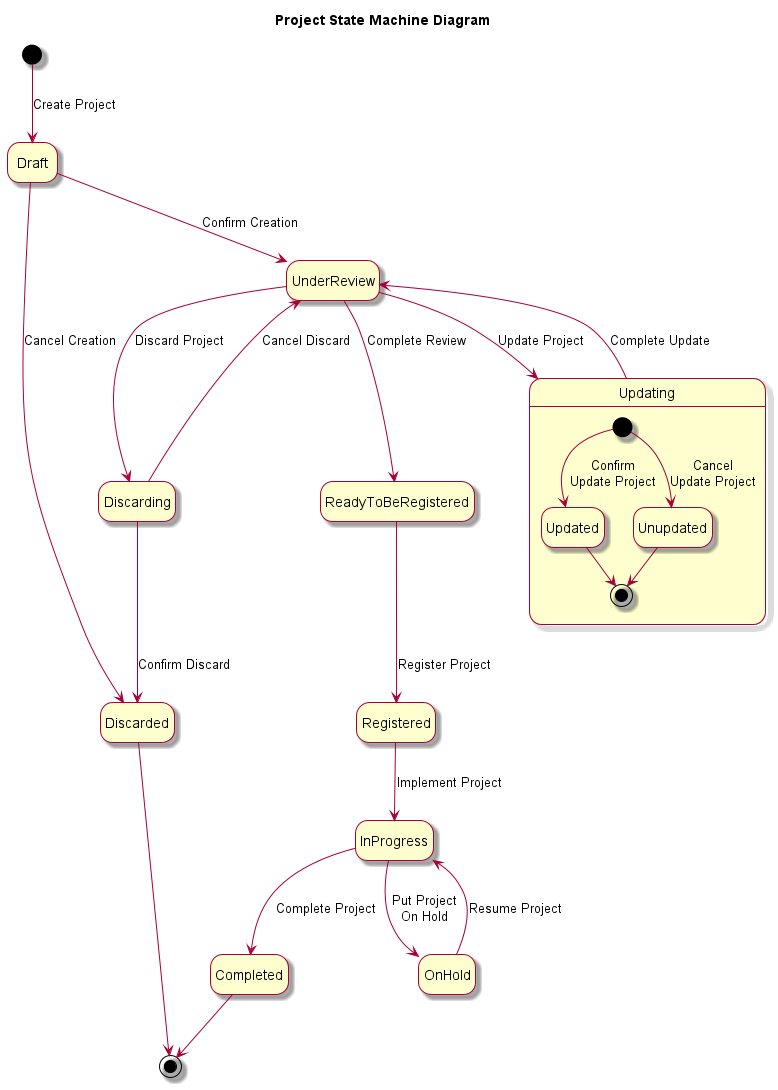 Project State Machine Diagram
Create Project
Draft
Confirm Creation
UnderReview
Cancel Creation
Discard Project
Cancel Discard
Complete Review
Update Project
Complete Update
Updating
Confirm
Update Project
Cancel
Update Project
Discarding
ReadyToBeRegistered
Updated
Unupdated
Confirm Discard
Register Project
Discarded
Registered
Implement Project
InProgress
Complete Project
Put Project
On Hold
Resume Project
Completed
OnHold